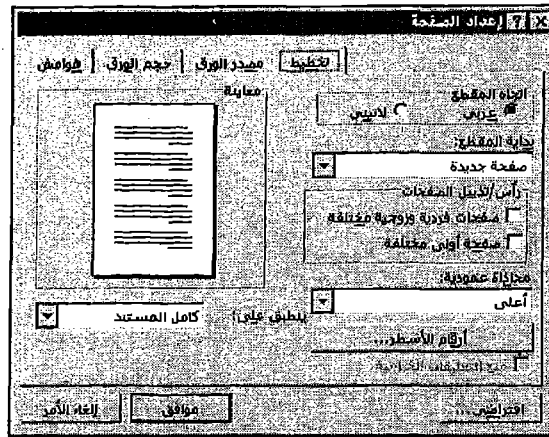 إعداد الصفحة
تخطيط مصدر الورق حجم الورق هوامش
اتجاه المقطع
عربي لاتيني
معاينة
بداية المقطع:
صفحة جديدة
رأس/تذييل الصفحات
صفحات فردية وزوجية مختلفة
صفحة أولى مختلفة
محاذاة عمودية:
أعلى
ينطبق على: كامل المستند
أرقام الأسطر...
افتراضي... موافق إلغاء الأمر